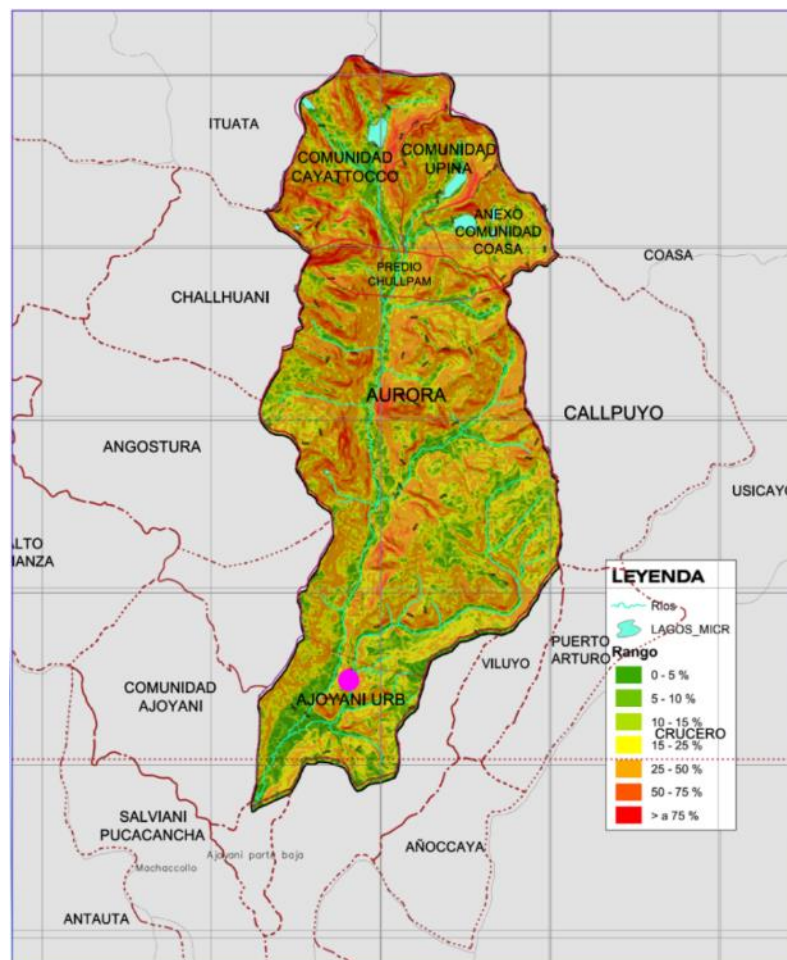 ITUATA
COMUNIDAD
CAYATTOCCO
COMUNIDAD
UPINA
ANEXO
COMUNIDAD
COASA
PREDIO
CHULLPAM
COASA
CHALLHUANI
AURORA
CALLPUYO
ANGOSTURA
USICAYO
ALTO
IANZA
COMUNIDAD
AJOYANI
AJOYANI URB
VILUYO
PUERTO
ARTURO
LEYENDA
Rios
LAGOS_MICR
Rango
0 - 5 %
5 - 10 %
10 - 15 %
15 - 25 %
CRUCERO
25 - 50 %
50 - 75 %
> a 75 %
SALVIANI
PUCACANCHA
Ajoyani parte baja
Machaccollo
AÑOCCAYA
ANTAUTA